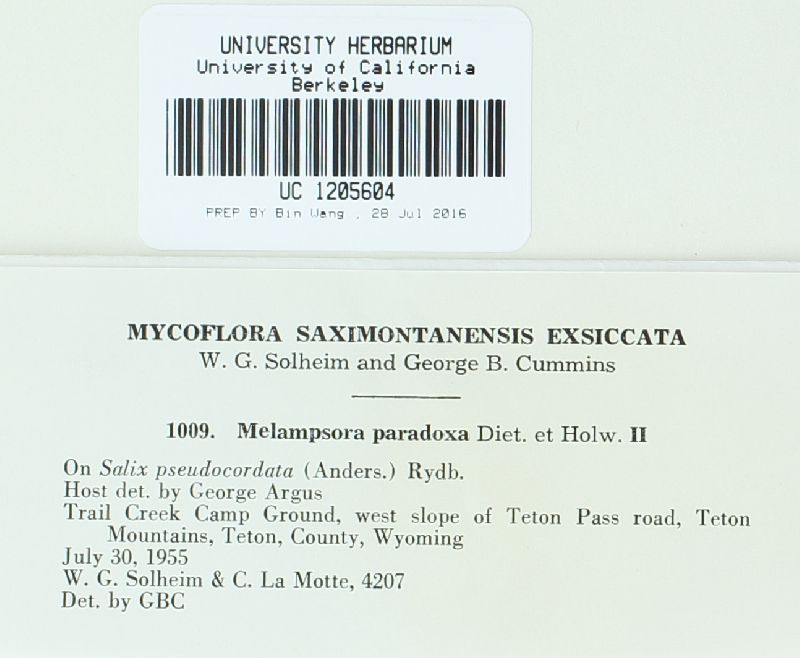 UNIVERSITY HERBARIUM
University of California
Berkeley
UC 1205604
PREP BY Bin Wang , 28 Jul 2016
MYCOFLORA SAXIMONTANENSIS EXSICCATA
W. G. Solheim and George B. Cummins
1009. Melampsora paradoxa Diet. et Holw. II
On Salix pseudocordata (Anders.) Rydb.
Host det. by George Argus
Trail Creek Camp Ground, west slope of Teton Pass road, Teton
Mountains, Teton, County, Wyoming
July 30, 1955
W. G. Solheim & C. La Motte, 4207
Det. by GBC